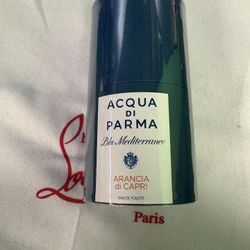 ACQUA
DI
PARMA
Blu Mediterraneo
ARANCIA
di CAPRI
EAU DE TOILETTE
Paris